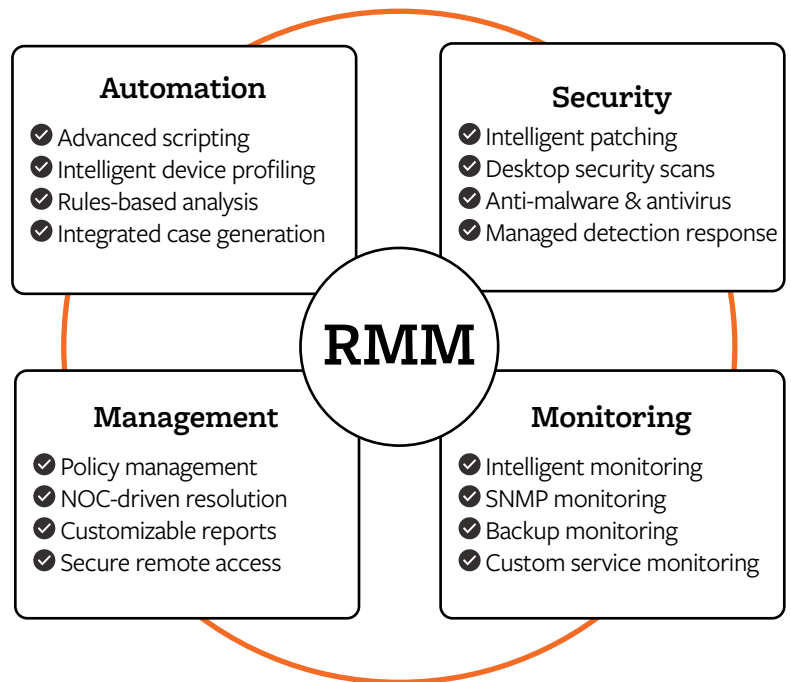 Automation
Advanced scripting
Intelligent device profiling
Rules-based analysis
Integrated case generation
Security
Intelligent patching
Desktop security scans
Anti-malware & antivirus
Managed detection response
RMM
Management
Policy management
NOC-driven resolution
Customizable reports
Secure remote access
Monitoring
Intelligent monitoring
SNMP monitoring
Backup monitoring
Custom service monitoring